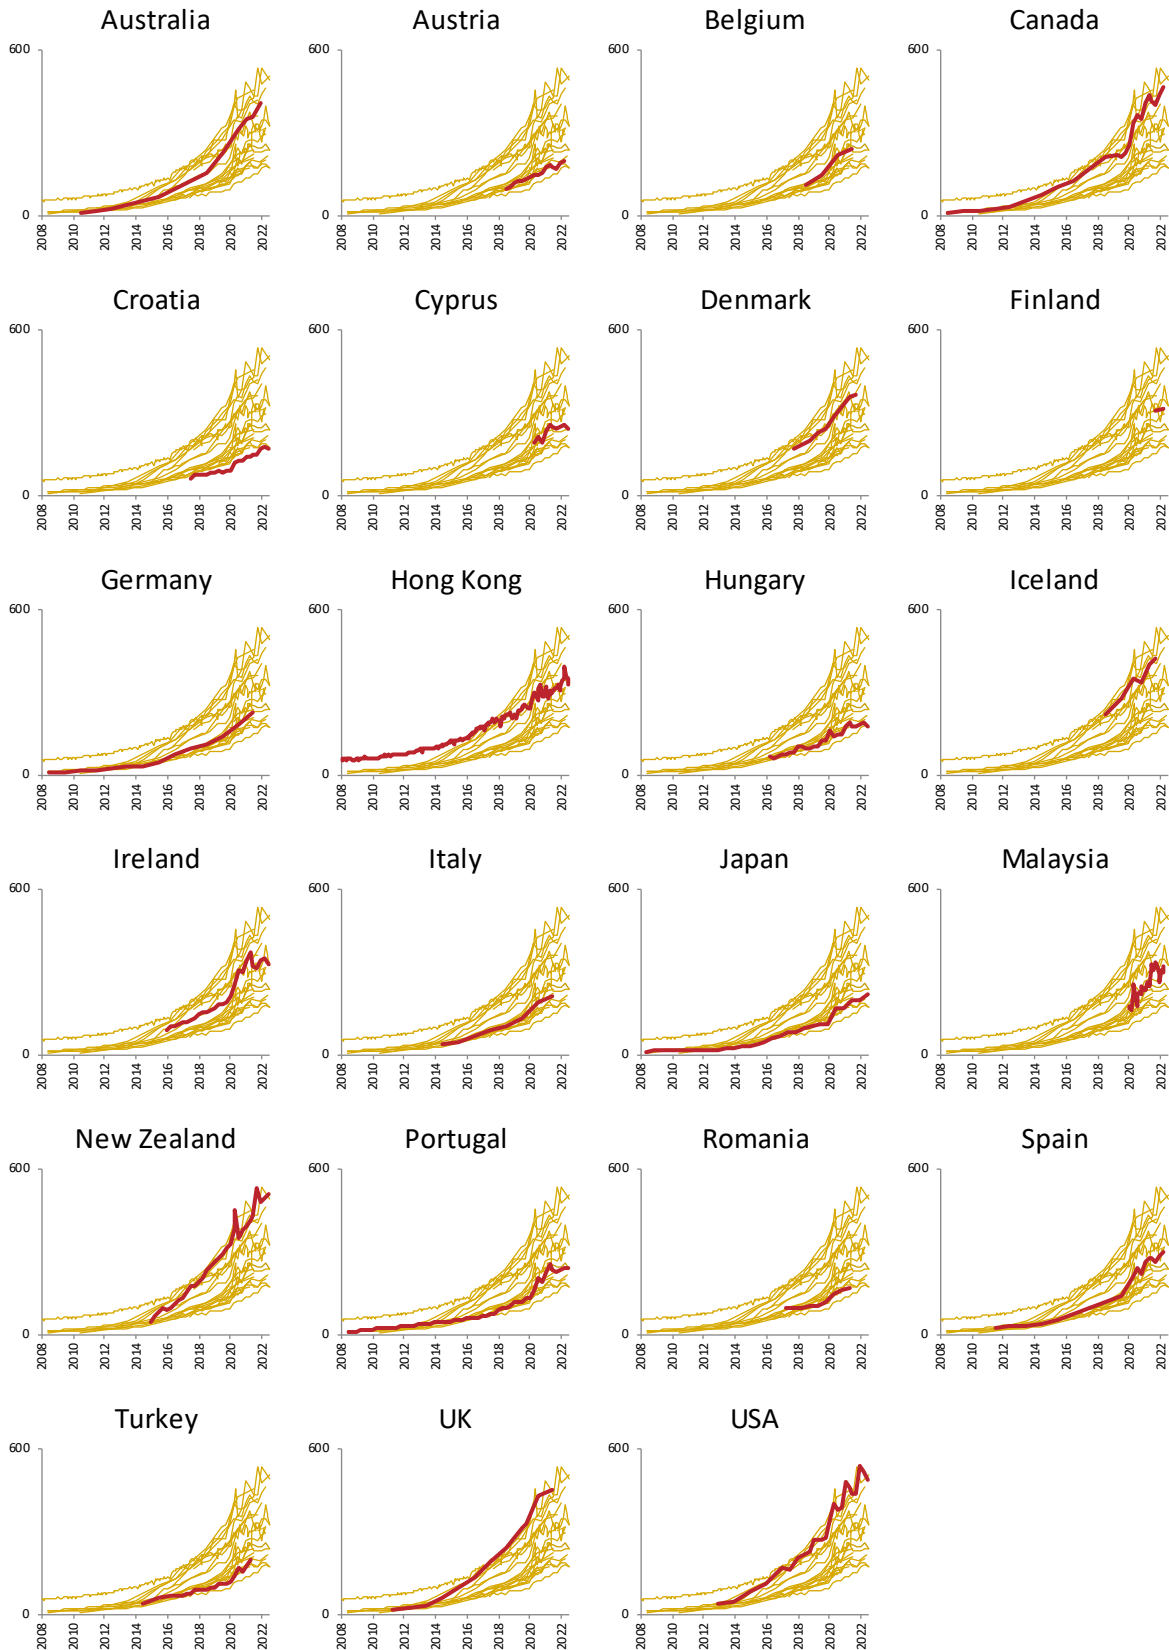 Australia Austria Belgium Canada
600 600 600 600
0 0 0 0
2008 2010 2012 2014 2016 2018 2020 2022 2008 2010 2012 2014 2016 2018 2020 2022 2008 2010 2012 2014 2016 2018 2020 2022 2008 2010 2012 2014 2016 2018 2020 2022
Croatia Cyprus Denmark Finland
600 600 600 600
0 0 0 0
2008 2010 2012 2014 2016 2018 2020 2022 2008 2010 2012 2014 2016 2018 2020 2022 2008 2010 2012 2014 2016 2018 2020 2022 2008 2010 2012 2014 2016 2018 2020 2022
Germany Hong Kong Hungary Iceland
600 600 600 600
0 0 0 0
2008 2010 2012 2014 2016 2018 2020 2022 2008 2010 2012 2014 2016 2018 2020 2022 2008 2010 2012 2014 2016 2018 2020 2022 2008 2010 2012 2014 2016 2018 2020 2022
Ireland Italy Japan Malaysia
600 600 600 600
0 0 0 0
2008 2010 2012 2014 2016 2018 2020 2022 2008 2010 2012 2014 2016 2018 2020 2022 2008 2010 2012 2014 2016 2018 2020 2022 2008 2010 2012 2014 2016 2018 2020 2022
New Zealand Portugal Romania Spain
600 600 600 600
0 0 0 0
2008 2010 2012 2014 2016 2018 2020 2022 2008 2010 2012 2014 2016 2018 2020 2022 2008 2010 2012 2014 2016 2018 2020 2022 2008 2010 2012 2014 2016 2018 2020 2022
Turkey UK USA
600 600 600
0 0 0
2008 2010 2012 2014 2016 2018 2020 2022 2008 2010 2012 2014 2016 2018 2020 2022 2008 2010 2012 2014 2016 2018 2020 2022